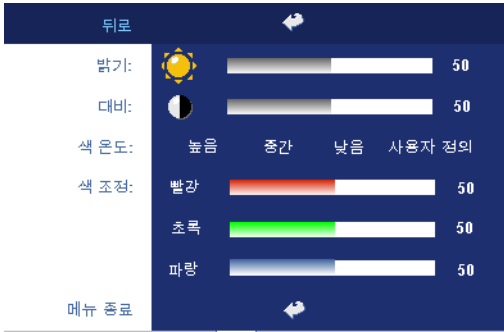 뒤로
밝기: 50
대비: 50
색 온도: 높음 중간 낮음 사용자 정의
색 조정: 빨강 50
초록 50
파랑 50
메뉴 종료